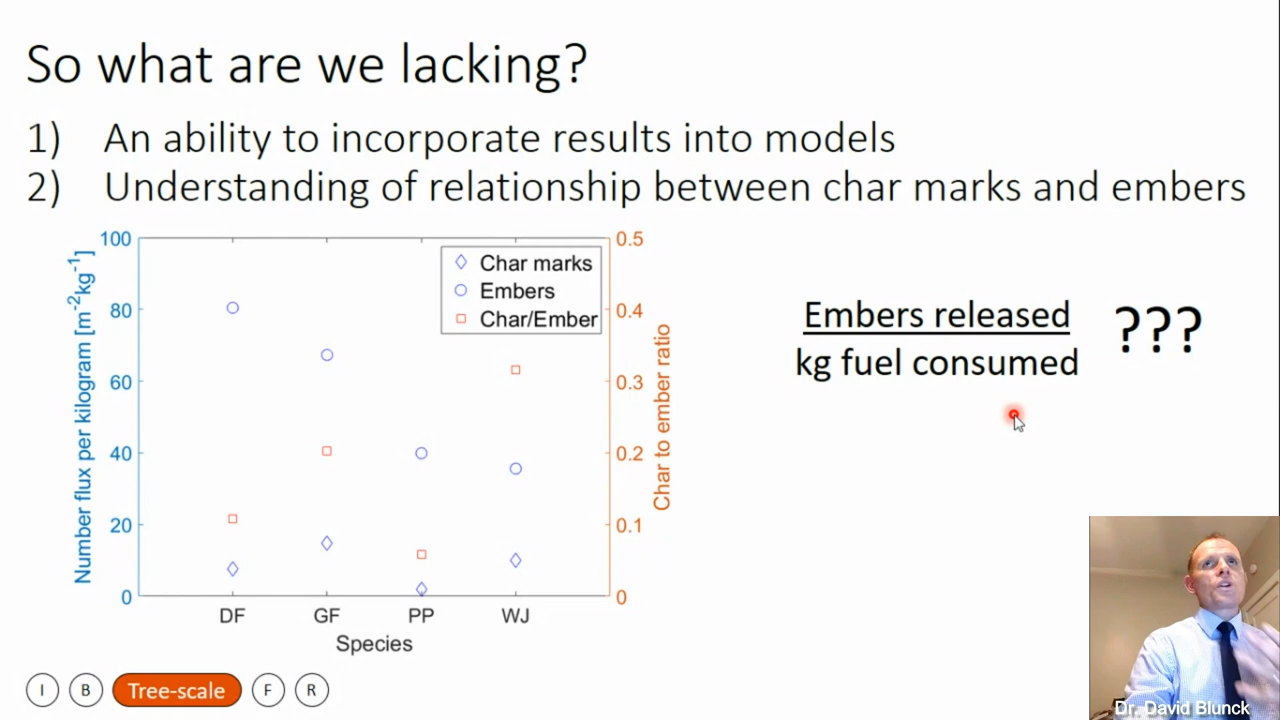 So what are we lacking?
1) An ability to incorporate results into models
2) Understanding of relationship between char marks and embers
Number flux per kilogram [m⁻²kg⁻¹]
100
80
60
40
20
0
Char marks
Embers
Char/Ember
0.5
0.4
0.3
0.2
0.1
0
Char to ember ratio
DF GF PP WJ
Species
Embers released
kg fuel consumed
???
I B Tree-scale F R
Dr. David Blunck